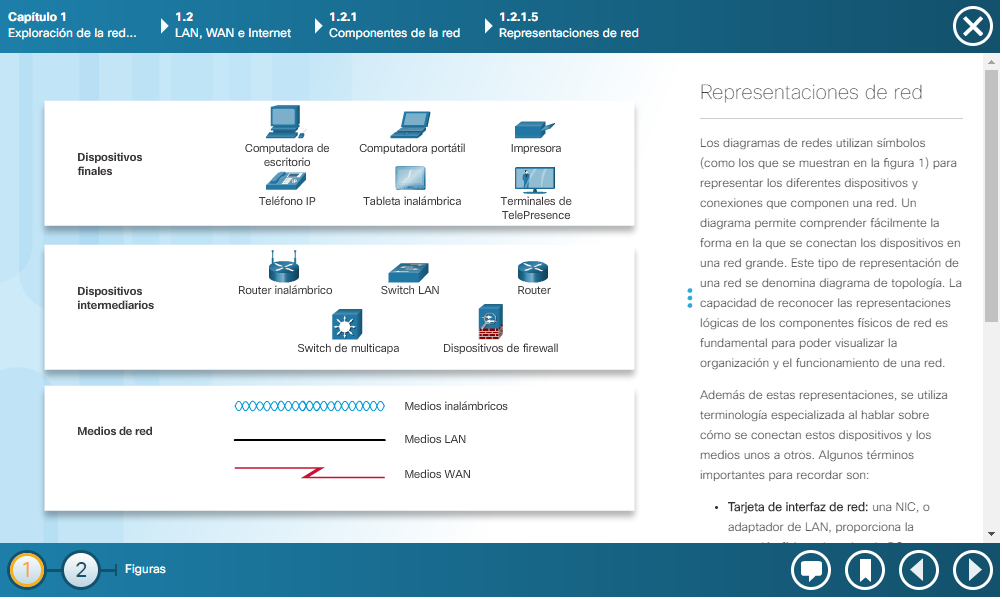 Capítulo 1
Exploración de la red...
1.2
LAN, WAN e Internet
1.2.1
Componentes de la red
1.2.1.5
Representaciones de red
Dispositivos
finales
Computadora de
escritorio
Computadora portátil
Impresora
Teléfono IP
Tableta inalámbrica
Terminales de
TelePresence
Dispositivos
intermediarios
Router inalámbrico
Switch LAN
Router
Switch de multicapa
Dispositivos de firewall
Medios de red
Medios inalámbricos
Medios LAN
Medios WAN
Representaciones de red
Los diagramas de redes utilizan símbolos
(como los que se muestran en la figura 1) para
representar los diferentes dispositivos y
conexiones que componen una red. Un
diagrama permite comprender fácilmente la
forma en la que se conectan los dispositivos en
una red grande. Este tipo de representación de
una red se denomina diagrama de topología. La
capacidad de reconocer las representaciones
lógicas de los componentes físicos de red es
fundamental para poder visualizar la
organización y el funcionamiento de una red.
Además de estas representaciones, se utiliza
terminología especializada al hablar sobre
cómo se conectan estos dispositivos y los
medios unos a otros. Algunos términos
importantes para recordar son:
• Tarjeta de interfaz de red: una NIC, o
adaptador de LAN, proporciona la
1
2
Figuras